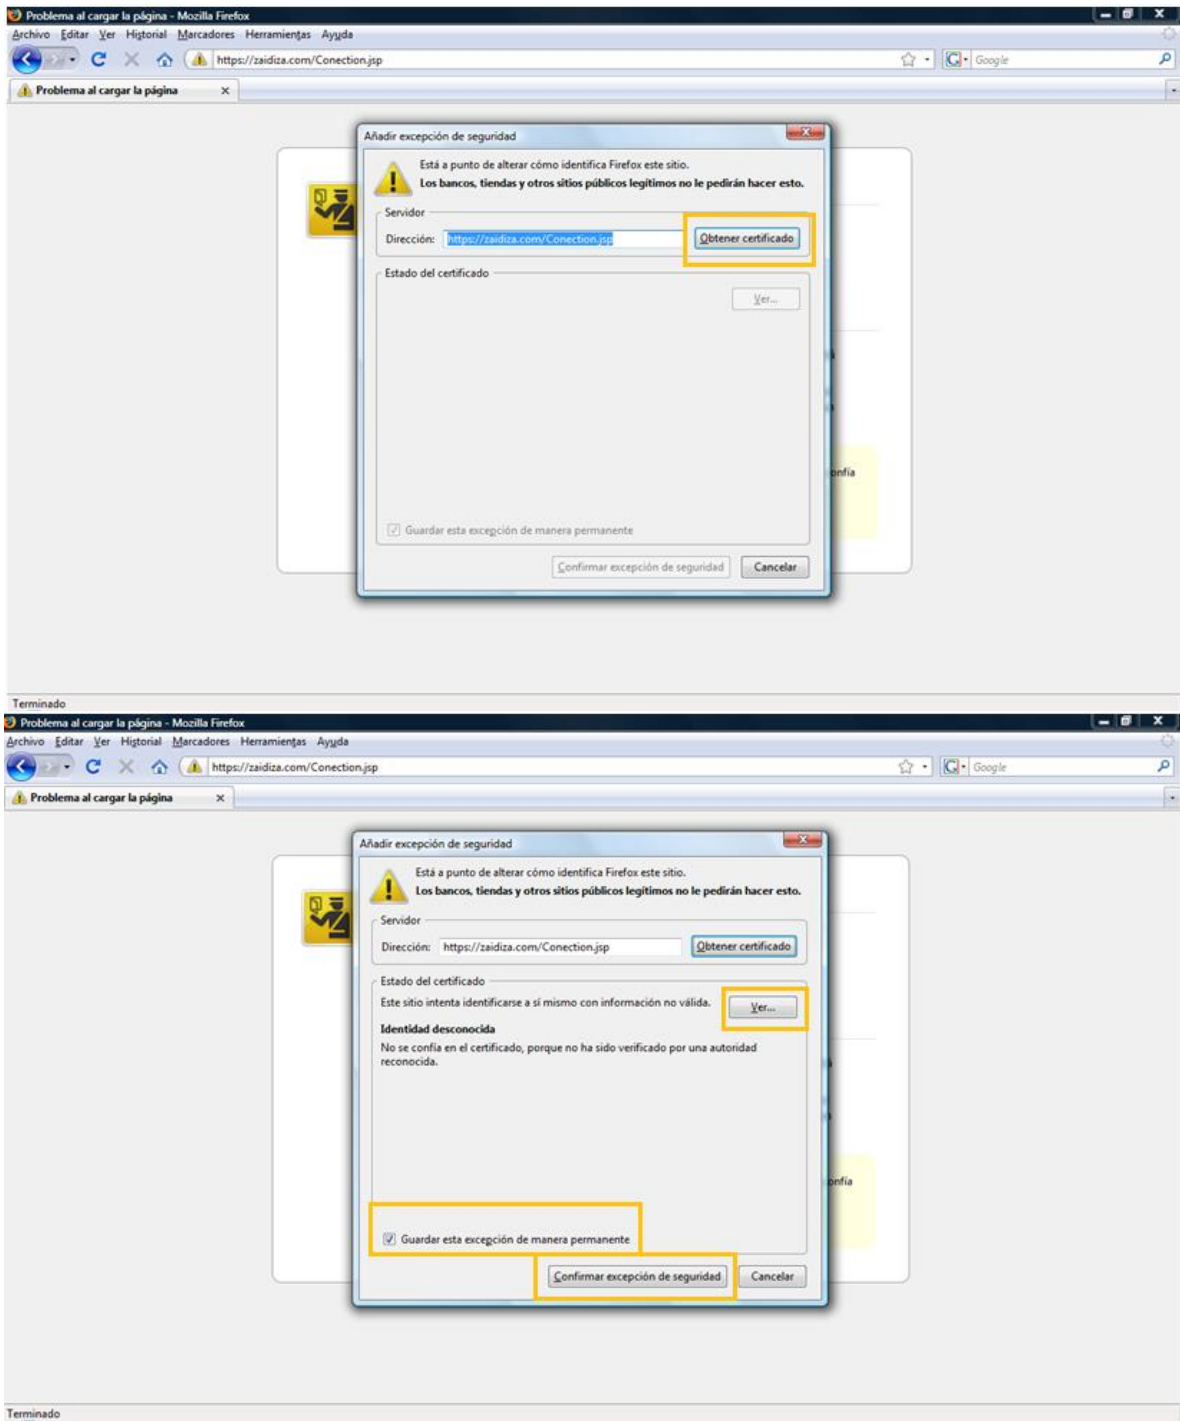 Problema al cargar la página - Mozilla Firefox
Archivo Editar Ver Historial Marcadores Herramientas Ayuda
https://zaidiza.com/Conection.jsp
Google
Problema al cargar la página
Añadir excepción de seguridad
Está a punto de alterar cómo identifica Firefox este sitio.
Los bancos, tiendas y otros sitios públicos legítimos no le pedirán hacer esto.
Servidor
Dirección: https://zaidiza.com/Conection.jsp Obtener certificado
Estado del certificado
Ver...
onfía
Guardar esta excepción de manera permanente
Confirmar excepción de seguridad Cancelar
Terminado
Problema al cargar la página - Mozilla Firefox
Archivo Editar Ver Historial Marcadores Herramientas Ayuda
https://zaidiza.com/Conection.jsp
Google
Problema al cargar la página
Añadir excepción de seguridad
Está a punto de alterar cómo identifica Firefox este sitio.
Los bancos, tiendas y otros sitios públicos legítimos no le pedirán hacer esto.
Servidor
Dirección: https://zaidiza.com/Conection.jsp Obtener certificado
Estado del certificado
Este sitio intenta identificarse a sí mismo con información no válida. Ver...
Identidad desconocida
No se confía en el certificado, porque no ha sido verificado por una autoridad
reconocida.
onfía
Guardar esta excepción de manera permanente
Confirmar excepción de seguridad Cancelar
Terminado